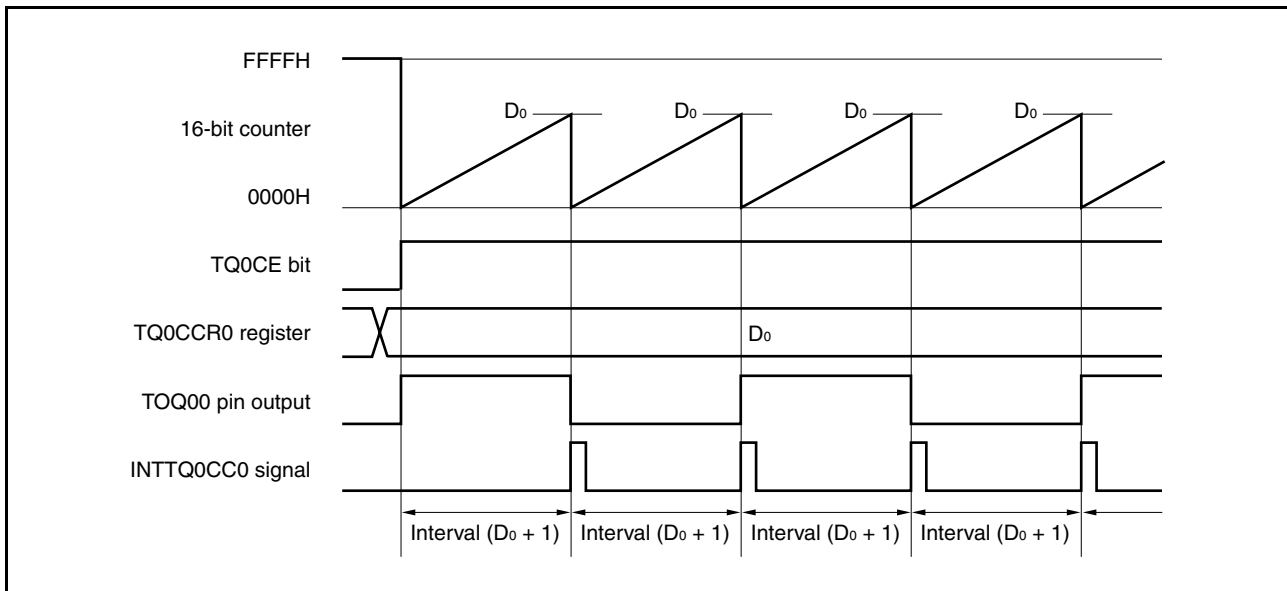 FFFFH
D₀ D₀ D₀ D₀
16-bit counter
0000H
TQ0CE bit
TQ0CCR0 register D₀
TOQ00 pin output
INTTQ0CC0 signal
Interval (D₀ + 1) Interval (D₀ + 1) Interval (D₀ + 1) Interval (D₀ + 1)